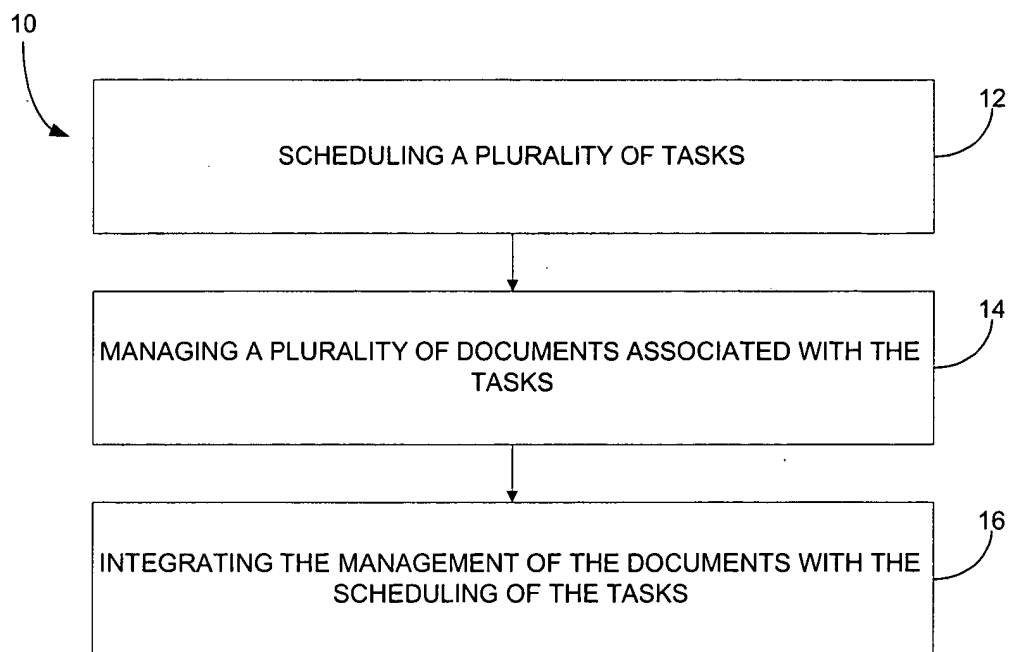 10
12
SCHEDULING A PLURALITY OF TASKS
14
MANAGING A PLURALITY OF DOCUMENTS ASSOCIATED WITH THE
TASKS
16
INTEGRATING THE MANAGEMENT OF THE DOCUMENTS WITH THE
SCHEDULING OF THE TASKS